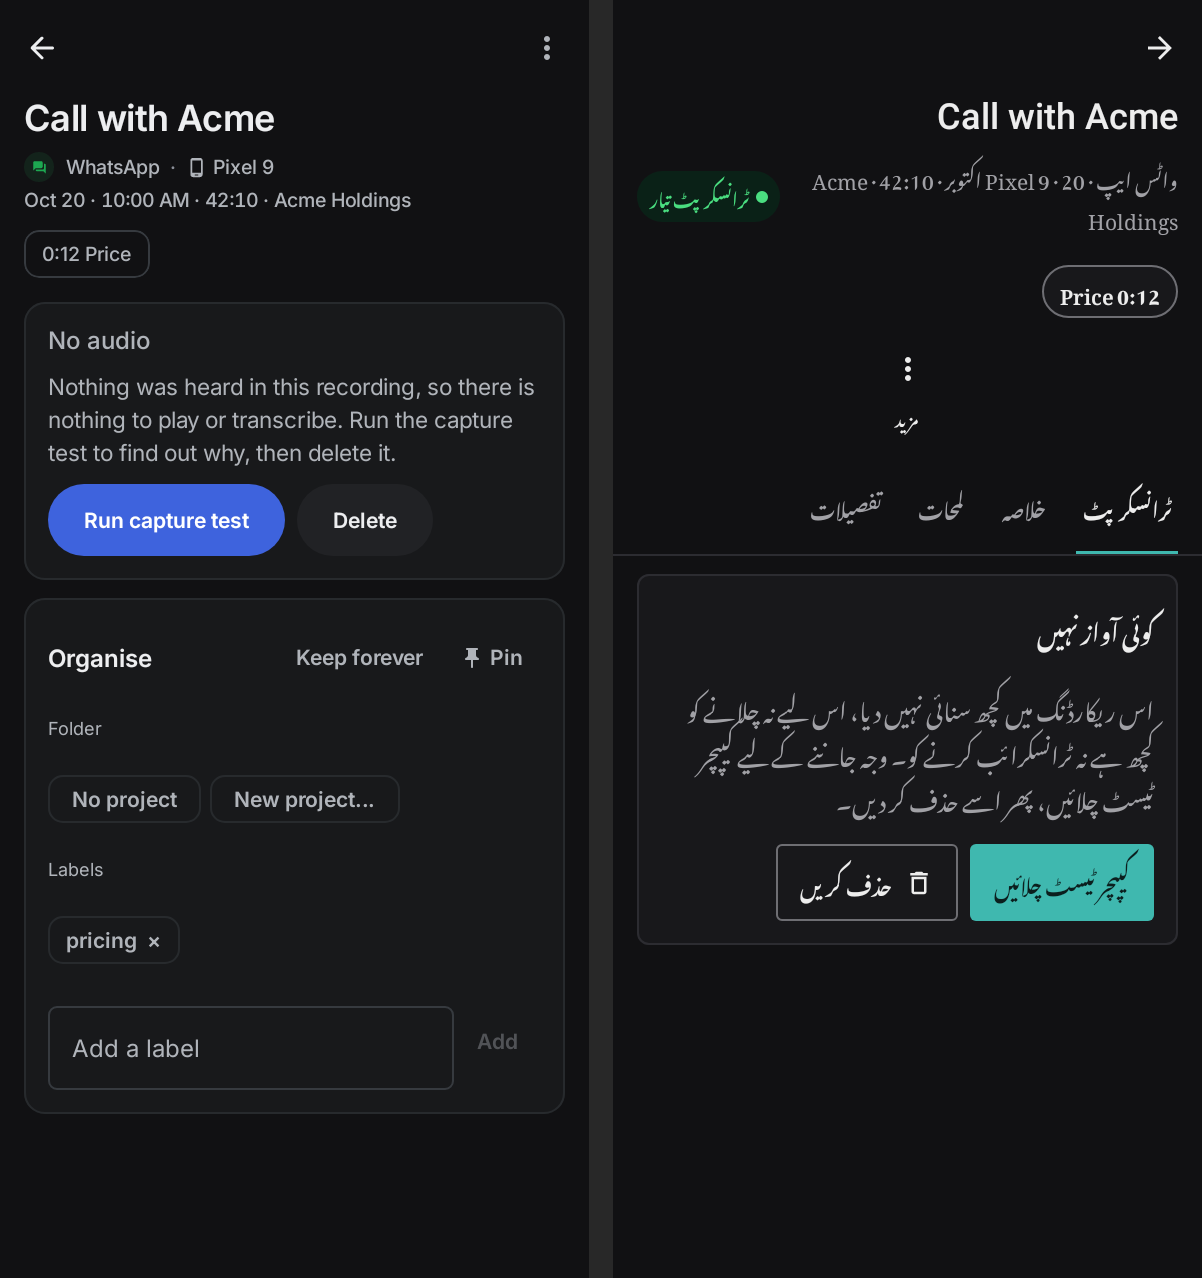 Call with Acme
WhatsApp · Pixel 9
Oct 20 · 10:00 AM · 42:10 · Acme Holdings
0:12 Price
No audio
Nothing was heard in this recording, so there is
nothing to play or transcribe. Run the capture
test to find out why, then delete it.
Run capture test
Delete
Organise
Keep forever
Pin
Folder
No project
New project...
Labels
pricing ×
Add a label
Add
Call with Acme
واٹس ایپ · Pixel 9 · 20 اکتوبر · 42:10 · Acme
Holdings
ٹرانسکرپٹ تیار
Price 0:12
مزید
ٹرانسکرپٹ
خلاصہ
لمحات
تفصیلات
کوئی آواز نہیں
اس ریکارڈنگ میں کچھ سنائی نہیں دیا، اس لیے نہ چلانے کو
کچھ ہے نہ ٹرانسکرائب کرنے کو۔ وجہ جاننے کے لیے کیپچر
ٹیسٹ چلائیں، پھر اسے حذف کر دیں۔
کیپچر ٹیسٹ چلائیں
حذف کریں